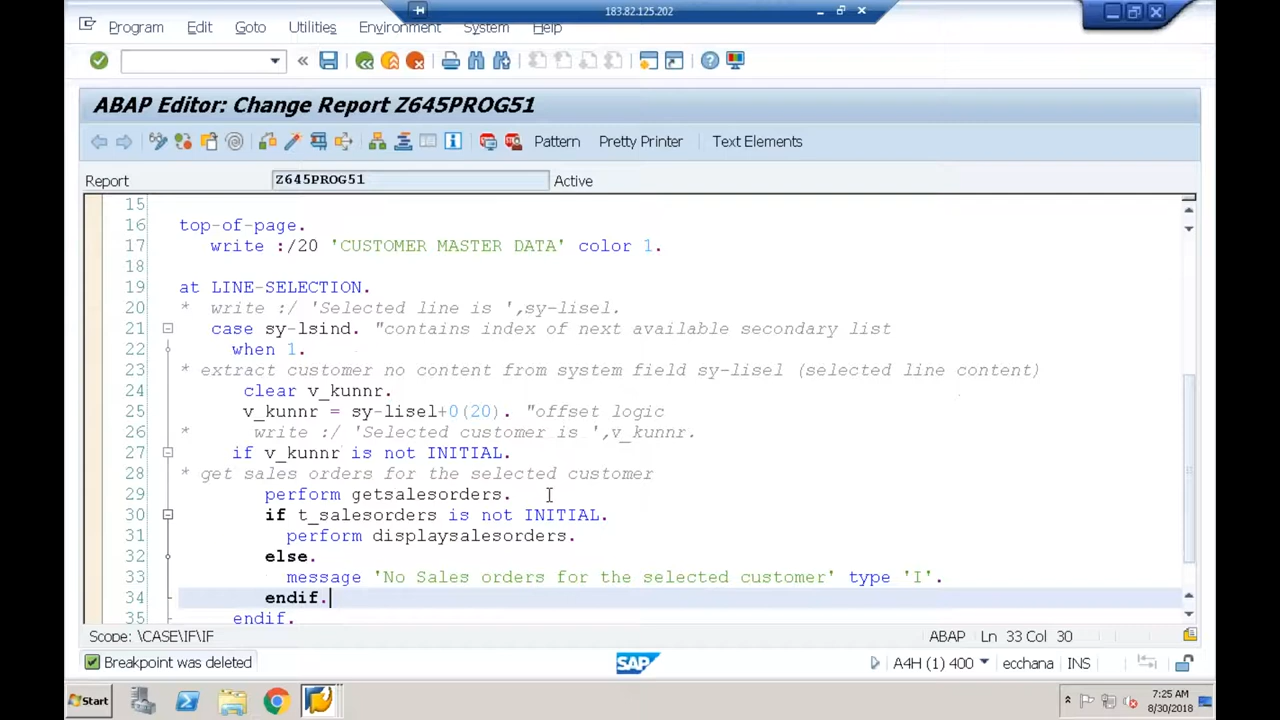 183.82.125.202
Program Edit Goto Utilities Environment System Help
ABAP Editor: Change Report Z645PROG51
Pattern Pretty Printer Text Elements
Report Z645PROG51 Active
15
16 top-of-page.
17 write :/20 'CUSTOMER MASTER DATA' color 1.
18
19 at LINE-SELECTION.
20 * write :/ 'Selected line is ',sy-lisel.
21 case sy-lsind. "contains index of next available secondary list
22 when 1.
23 * extract customer no content from system field sy-lisel (selected line content)
24 clear v_kunnr.
25 v_kunnr = sy-lisel+0(20). "offset logic
26 * write :/ 'Selected customer is ',v_kunnr.
27 if v_kunnr is not INITIAL.
28 * get sales orders for the selected customer
29 perform getsalesorders.
30 if t_salesorders is not INITIAL.
31 perform displaysalesorders.
32 else.
33 message 'No Sales orders for the selected customer' type 'I'.
34 endif.
35 endif.
Scope: \CASE\IF\IF ABAP Ln 33 Col 30
Breakpoint was deleted SAP A4H (1) 400 ecchana INS
Start 7:25 AM
8/30/2018